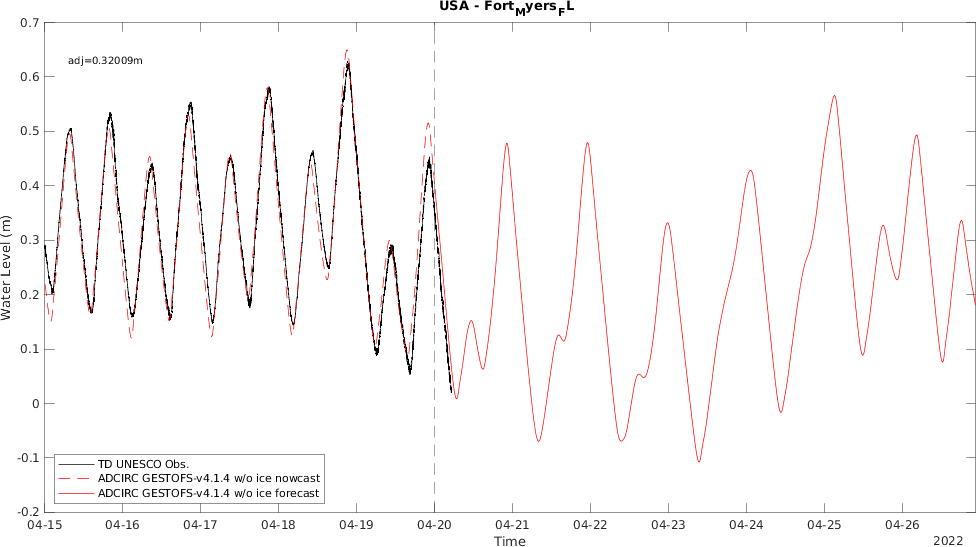 USA - Fort_Myers_FL
adj=0.32009m
0.7
0.6
0.5
0.4
0.3
0.2
0.1
0
-0.1
-0.2
Water Level (m)
TD UNESCO Obs.
ADCIRC GESTOFS-v4.1.4 w/o ice nowcast
ADCIRC GESTOFS-v4.1.4 w/o ice forecast
04-15 04-16 04-17 04-18 04-19 04-20 04-21 04-22 04-23 04-24 04-25 04-26
Time
2022